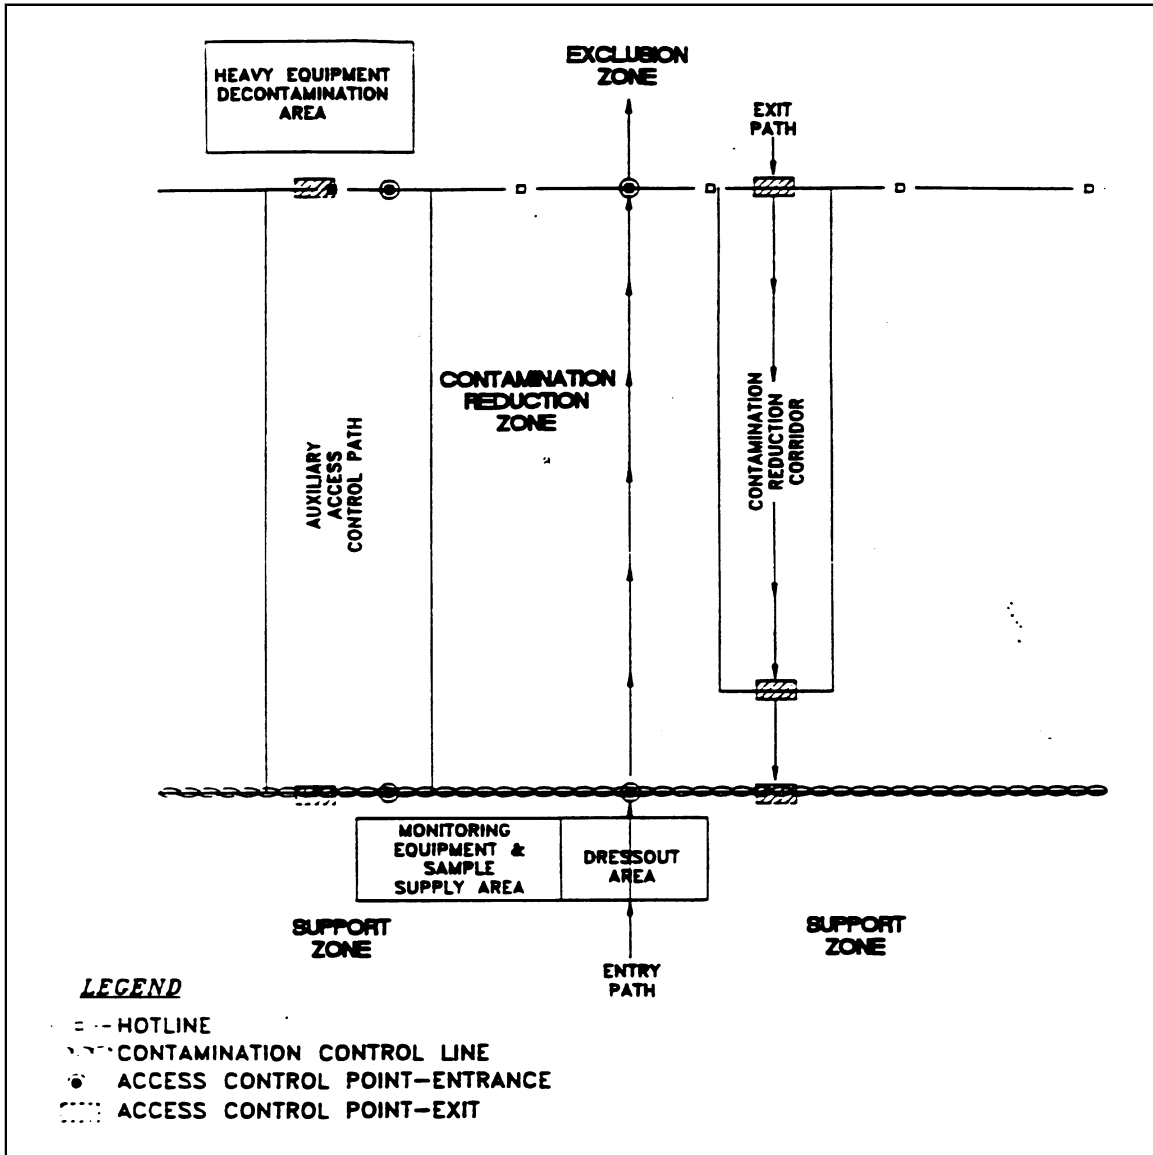 HEAVY EQUIPMENT
DECONTAMINATION
AREA
EXCLUSION
ZONE
EXIT
PATH
CONTAMINATION
REDUCTION
ZONE
AUXILIARY
ACCESS
CONTROL PATH
CONTAMINATION
REDUCTION
CORRIDOR
MONITORING
EQUIPMENT &
SAMPLE
SUPPLY AREA
DRESSOUT
AREA
SUPPORT
ZONE
SUPPORT
ZONE
ENTRY
PATH
LEGEND
HOTLINE
CONTAMINATION CONTROL LINE
ACCESS CONTROL POINT-ENTRANCE
ACCESS CONTROL POINT-EXIT